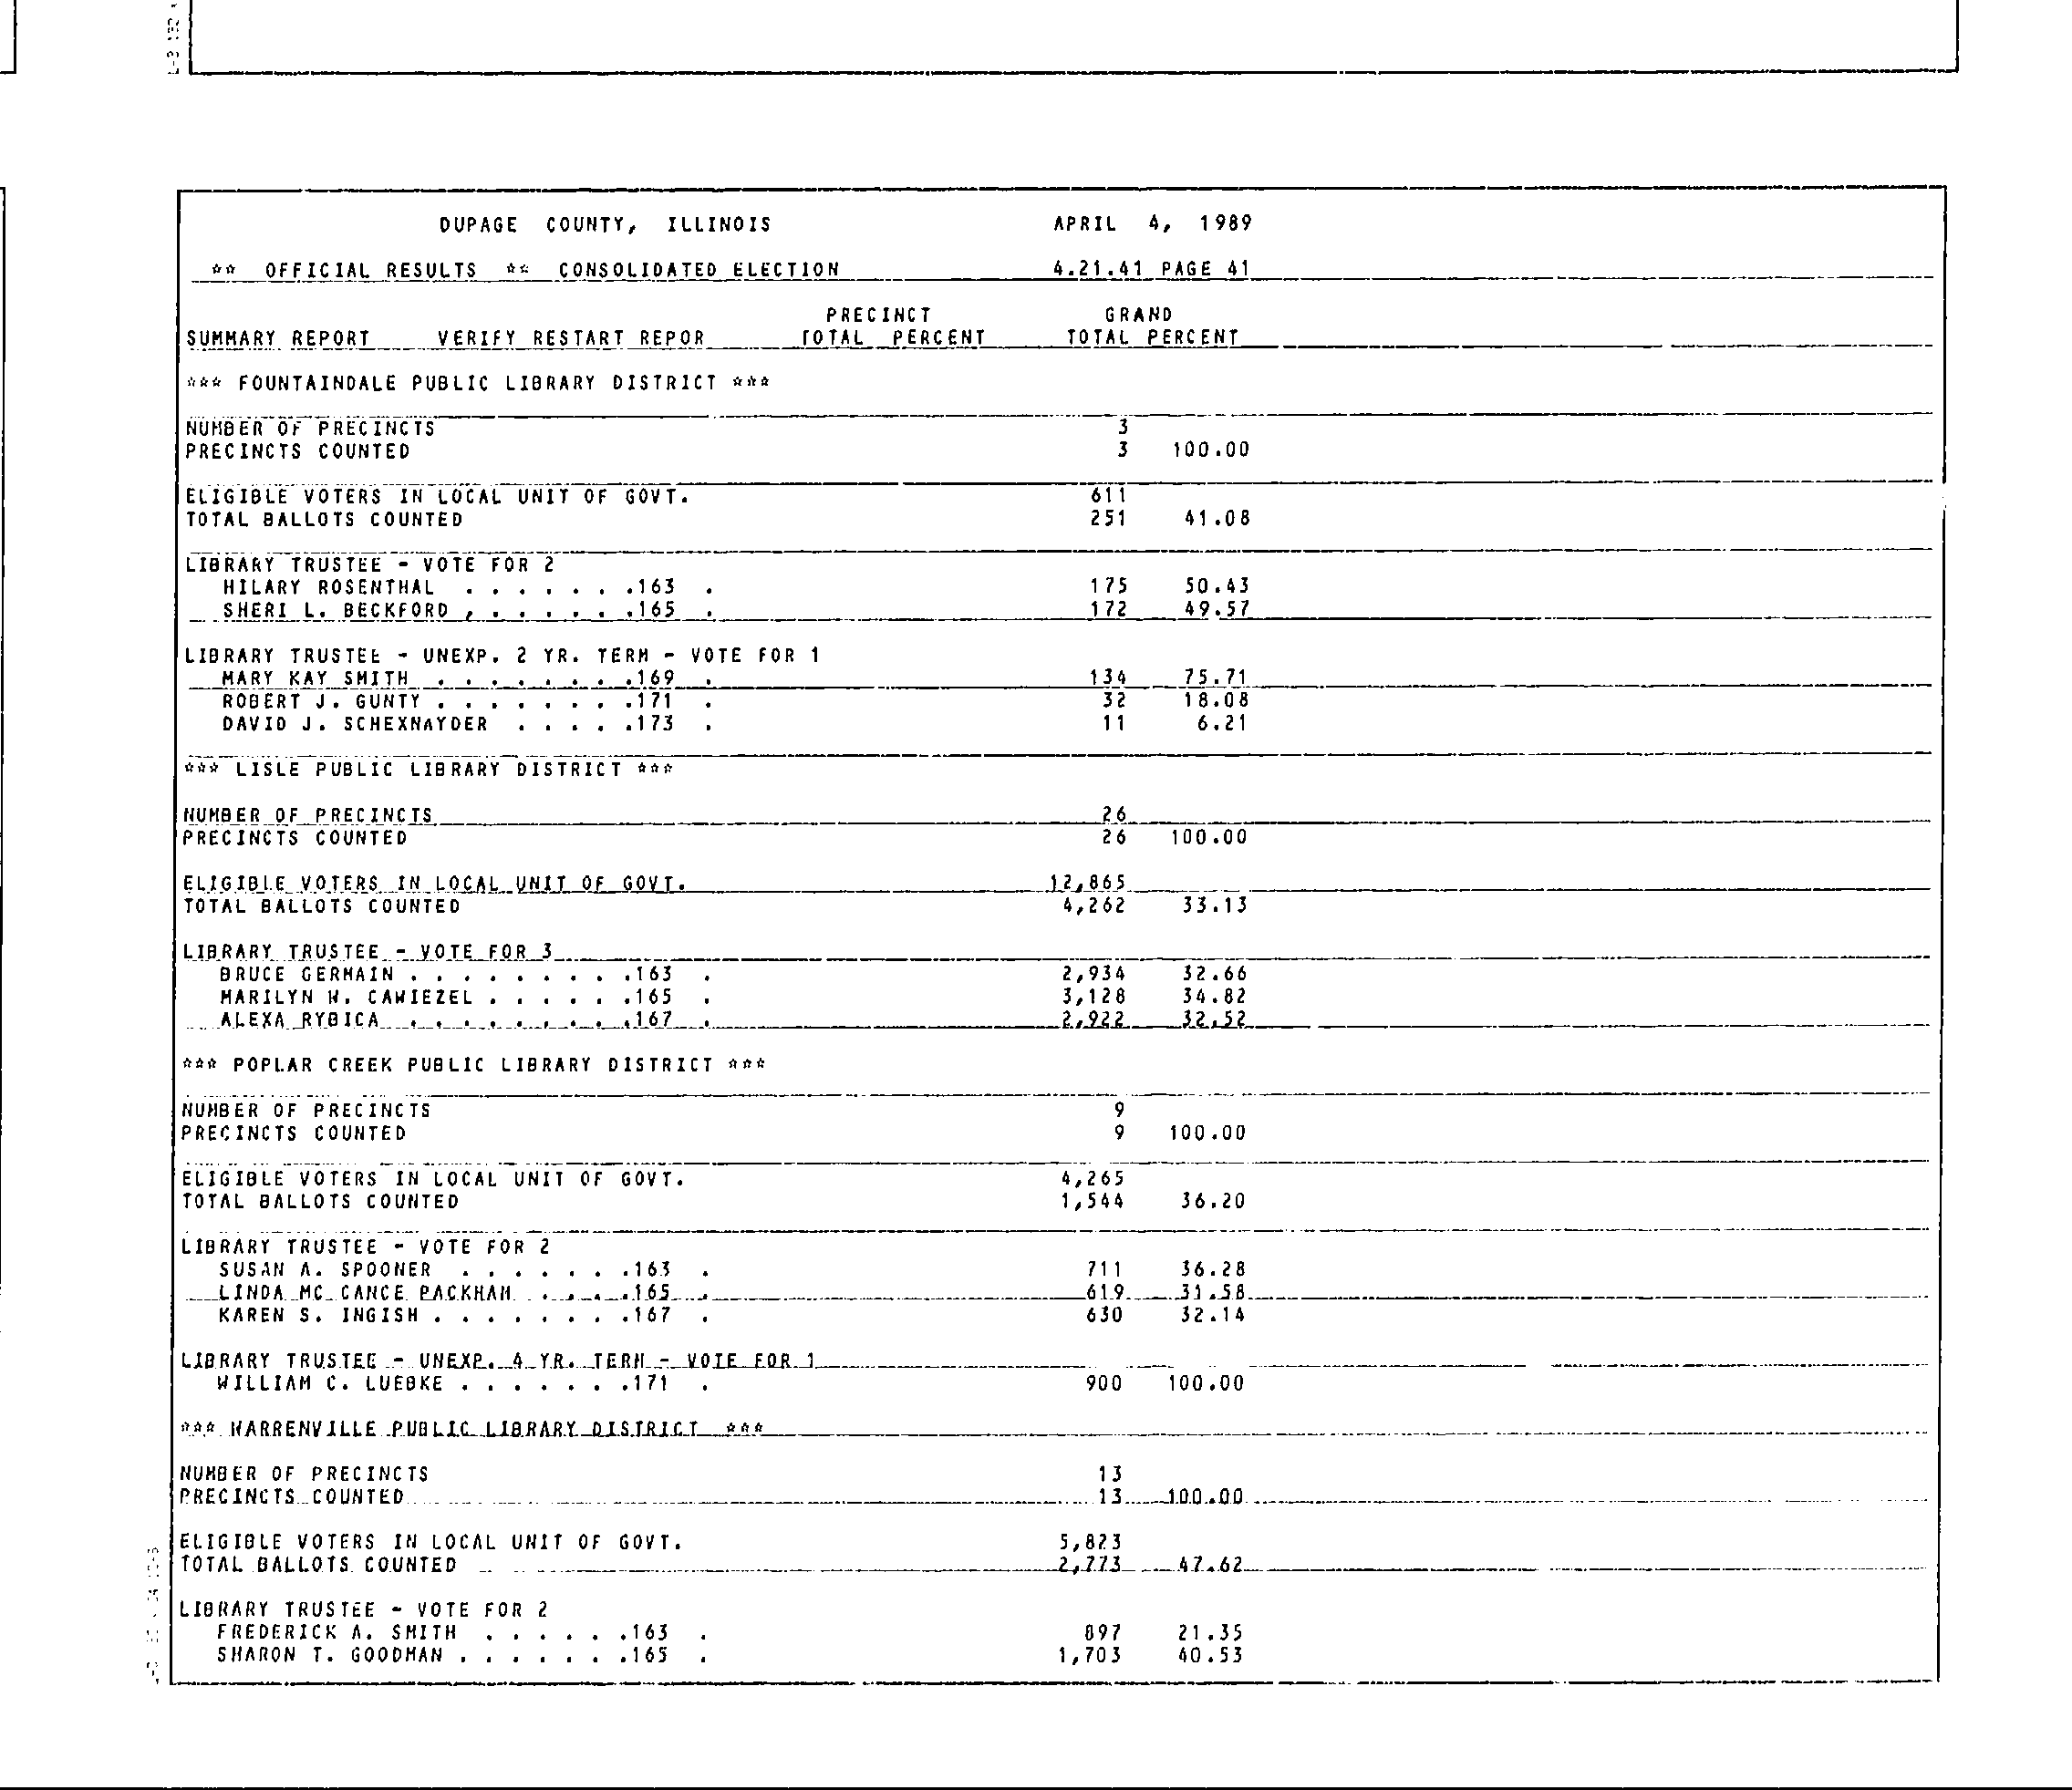 DUPAGE COUNTY, ILLINOIS APRIL 4, 1989
** OFFICIAL RESULTS ** CONSOLIDATED ELECTION 4.21.41 PAGE 41
PRECINCT GRAND
SUMMARY REPORT VERIFY RESTART REPOR TOTAL PERCENT TOTAL PERCENT
*** FOUNTAINDALE PUBLIC LIBRARY DISTRICT ***
NUMBER OF PRECINCTS 3
PRECINCTS COUNTED 3 100.00
ELIGIBLE VOTERS IN LOCAL UNIT OF GOVT. 611
TOTAL BALLOTS COUNTED 251 41.08
LIBRARY TRUSTEE - VOTE FOR 2
HILARY ROSENTHAL . . . . . . .163 . 175 50.43
SHERI L. BECKFORD . . . . . . .165 . 172 49.57
LIBRARY TRUSTEE - UNEXP. 2 YR. TERM - VOTE FOR 1
MARY KAY SMITH . . . . . . . .169 . 134 75.71
ROBERT J. GUNTY . . . . . . . .171 . 32 18.08
DAVID J. SCHEXNAYDER . . . . .173 . 11 6.21
*** LISLE PUBLIC LIBRARY DISTRICT ***
NUMBER OF PRECINCTS 26
PRECINCTS COUNTED 26 100.00
ELIGIBLE VOTERS IN LOCAL UNIT OF GOVT. 12,865
TOTAL BALLOTS COUNTED 4,262 33.13
LIBRARY TRUSTEE - VOTE FOR 3
BRUCE GERMAIN . . . . . . . . .163 . 2,934 32.66
MARILYN W. CAWIEZEL . . . . . .165 . 3,128 34.82
ALEXA RYBICA . . . . . . . . .167 . 2,922 32.52
*** POPLAR CREEK PUBLIC LIBRARY DISTRICT ***
NUMBER OF PRECINCTS 9
PRECINCTS COUNTED 9 100.00
ELIGIBLE VOTERS IN LOCAL UNIT OF GOVT. 4,265
TOTAL BALLOTS COUNTED 1,544 36.20
LIBRARY TRUSTEE - VOTE FOR 2
SUSAN A. SPOONER . . . . . . .163 . 711 36.28
LINDA MC CANCE PACKHAM . . . .165 . 619 31.58
KAREN S. INGISH . . . . . . . .167 . 630 32.14
LIBRARY TRUSTEE - UNEXP. 4 YR. TERM - VOTE FOR 1
WILLIAM C. LUEBKE . . . . . . .171 . 900 100.00
*** WARRENVILLE PUBLIC LIBRARY DISTRICT ***
NUMBER OF PRECINCTS 13
PRECINCTS COUNTED 13 100.00
ELIGIBLE VOTERS IN LOCAL UNIT OF GOVT. 5,823
TOTAL BALLOTS COUNTED 2,773 47.62
LIBRARY TRUSTEE - VOTE FOR 2
FREDERICK A. SMITH . . . . . .163 . 897 21.35
SHARON T. GOODMAN . . . . . . .165 . 1,703 40.53